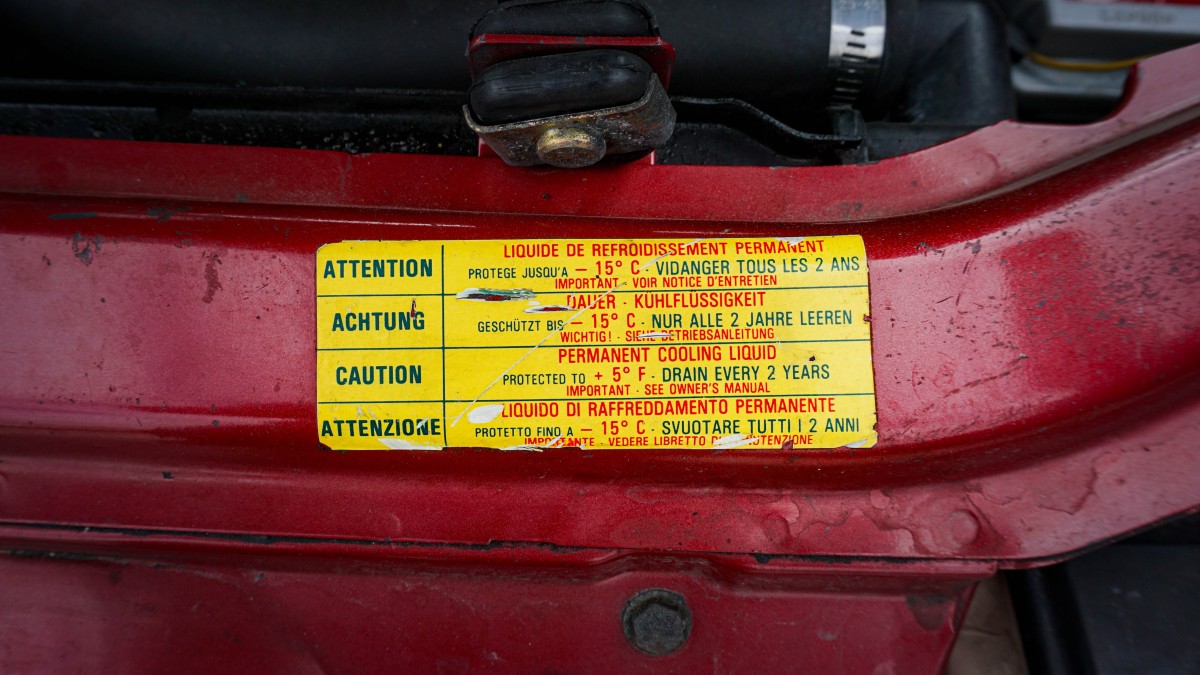 ATTENTION
LIQUIDE DE REFROIDISSEMENT PERMANENT
PROTEGE JUSQU'A - 15° C - VIDANGER TOUS LES 2 ANS
IMPORTANT - VOIR NOTICE D'ENTRETIEN
ACHTUNG
DAUER - KÜHLFLÜSSIGKEIT
GESCHÜTZT BIS - 15° C - NUR ALLE 2 JAHRE LEEREN
WICHTIG! - SIEHE BETRIEBSANLEITUNG
CAUTION
PERMANENT COOLING LIQUID
PROTECTED TO + 5° F - DRAIN EVERY 2 YEARS
IMPORTANT - SEE OWNER'S MANUAL
ATTENZIONE
LIQUIDO DI RAFFREDDAMENTO PERMANENTE
PROTETTO FINO A - 15° C - SVUOTARE TUTTI I 2 ANNI
IMPORTANTE - VEDERE LIBRETTO